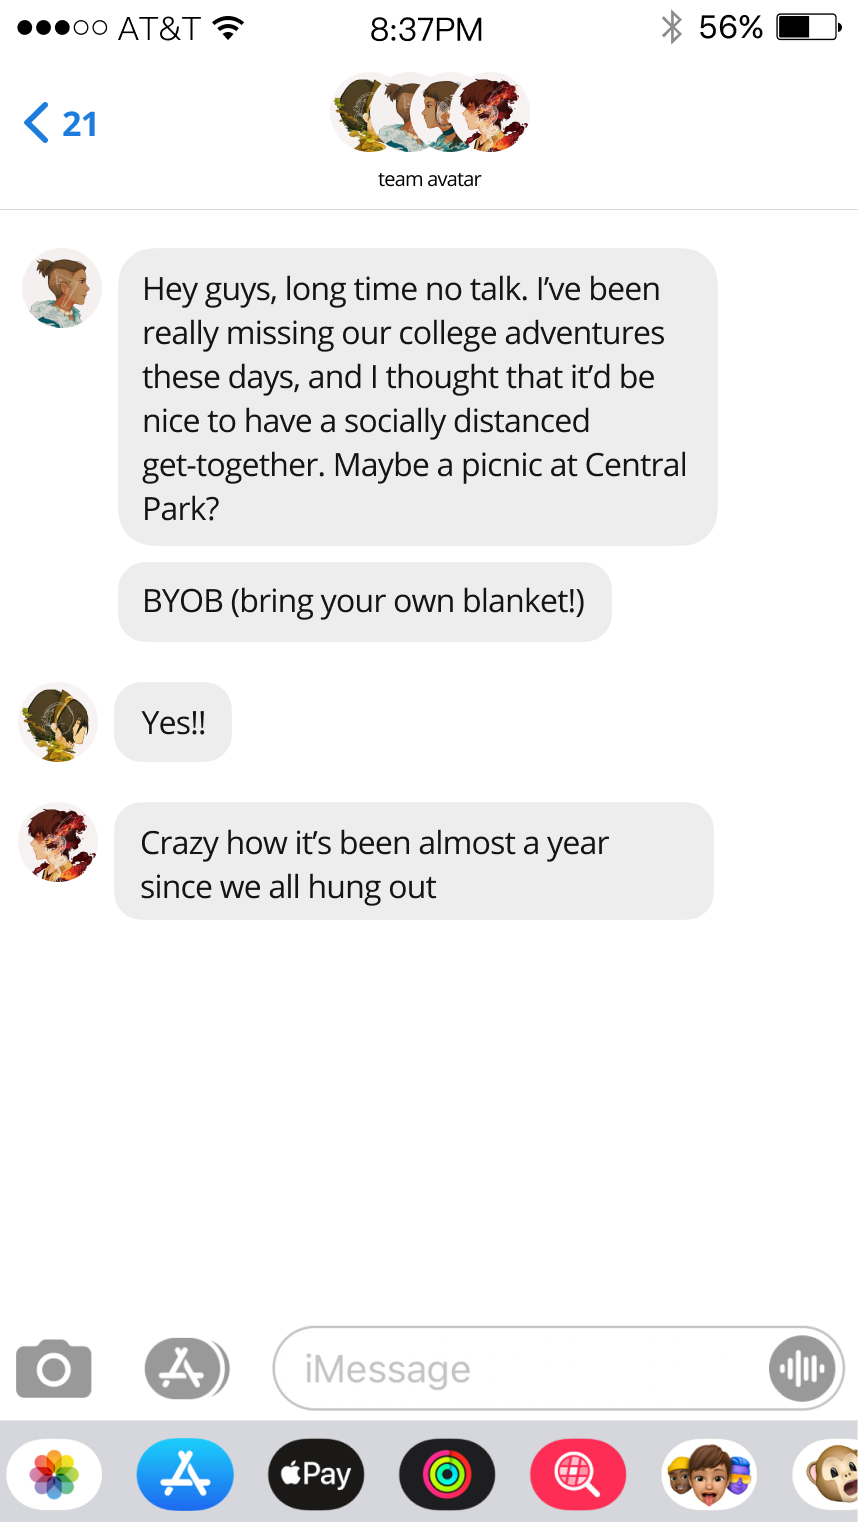 AT&T 8:37PM 56%
21
team avatar
Hey guys, long time no talk. I’ve been
really missing our college adventures
these days, and I thought that it’d be
nice to have a socially distanced
get-together. Maybe a picnic at Central
Park?
BYOB (bring your own blanket!)
Yes!!
Crazy how it’s been almost a year
since we all hung out
iMessage
Pay